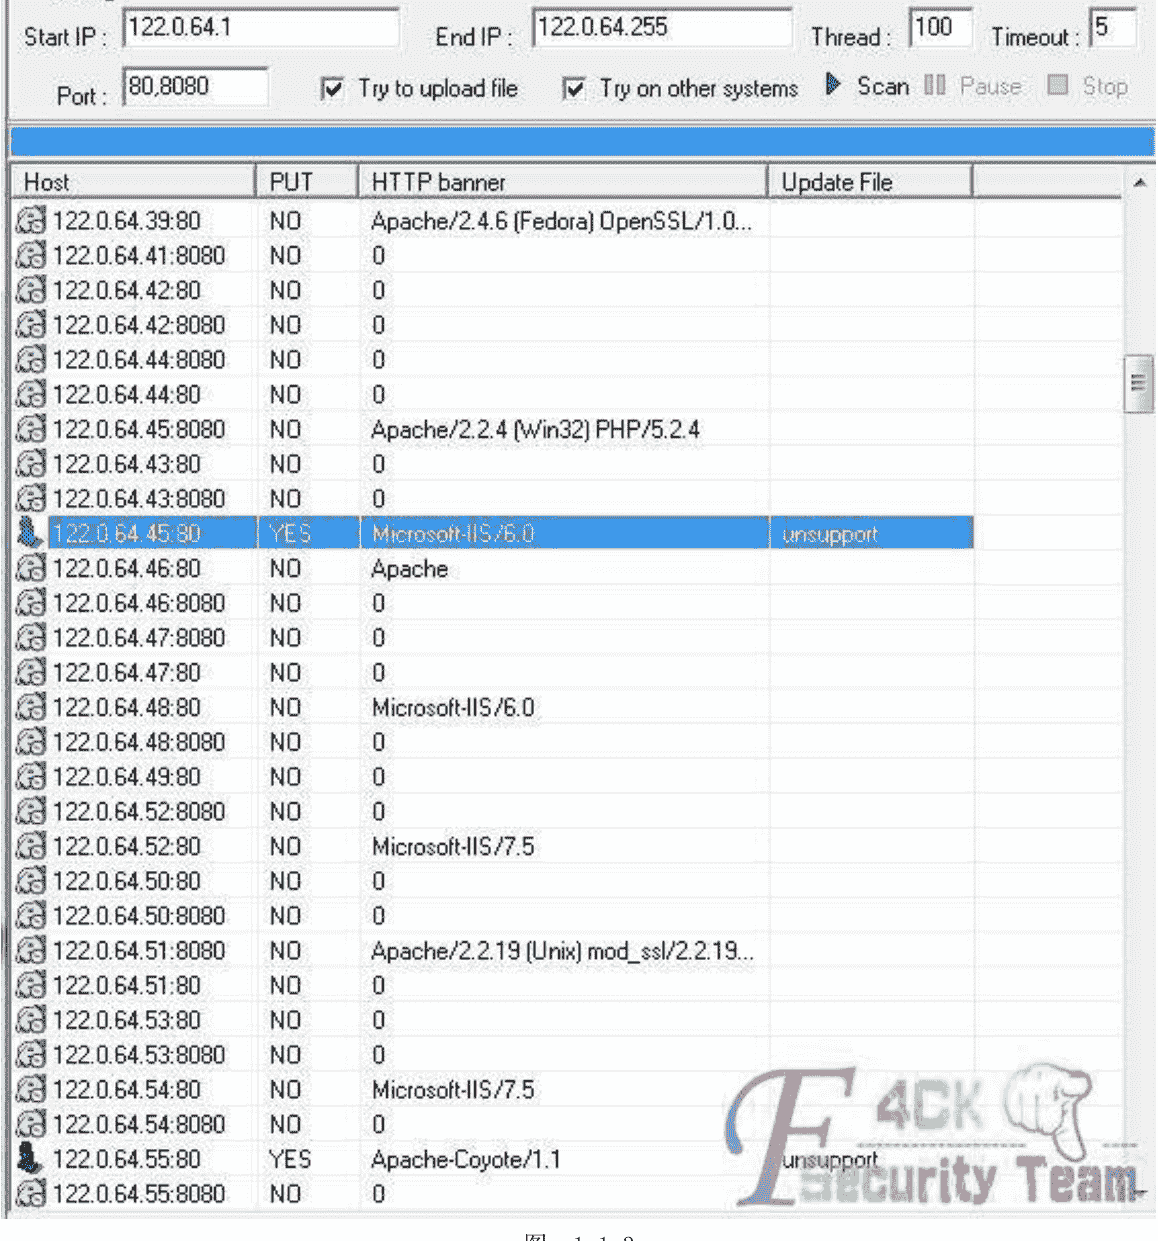 Start IP : 122.0.64.1 End IP : 122.0.64.255 Thread : 100 Timeout : 5
Port : 80,8080 Try to upload file Try on other systems Scan Pause Stop
Host PUT HTTP banner Update File
122.0.64.39:80 NO Apache/2.4.6 (Fedora) OpenSSL/1.0...
122.0.64.41:8080 NO 0
122.0.64.42:80 NO 0
122.0.64.42:8080 NO 0
122.0.64.44:8080 NO 0
122.0.64.44:80 NO 0
122.0.64.45:8080 NO Apache/2.2.4 (Win32) PHP/5.2.4
122.0.64.43:80 NO 0
122.0.64.43:8080 NO 0
122.0.64.45:80 YES Microsoft-IIS/6.0 unsupport
122.0.64.46:80 NO Apache
122.0.64.46:8080 NO 0
122.0.64.47:8080 NO 0
122.0.64.47:80 NO 0
122.0.64.48:80 NO Microsoft-IIS/6.0
122.0.64.48:8080 NO 0
122.0.64.49:80 NO 0
122.0.64.52:8080 NO 0
122.0.64.52:80 NO Microsoft-IIS/7.5
122.0.64.50:80 NO 0
122.0.64.50:8080 NO 0
122.0.64.51:8080 NO Apache/2.2.19 (Unix) mod_ssl/2.2.19...
122.0.64.51:80 NO 0
122.0.64.53:80 NO 0
122.0.64.53:8080 NO 0
122.0.64.54:80 NO Microsoft-IIS/7.5
122.0.64.54:8080 NO 0
122.0.64.55:80 YES Apache-Coyote/1.1 unsupport
122.0.64.55:8080 NO 0
F4CK
Security Team